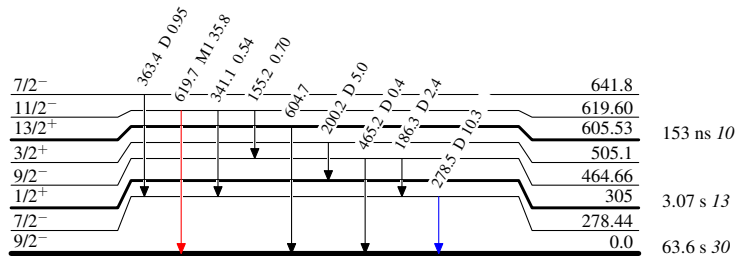 363.4 D 0.95
619.7 M1 35.8
341.1 0.54
155.2 0.70
604.7
200.2 D 5.0
465.2 D 0.4
186.3 D 2.4
278.5 D 10.3
7/2− 641.8
11/2− 619.60
13/2+ 605.53 153 ns 10
3/2+ 505.1
9/2− 464.66
1/2+ 305 3.07 s 13
7/2− 278.44
9/2− 0.0 63.6 s 30